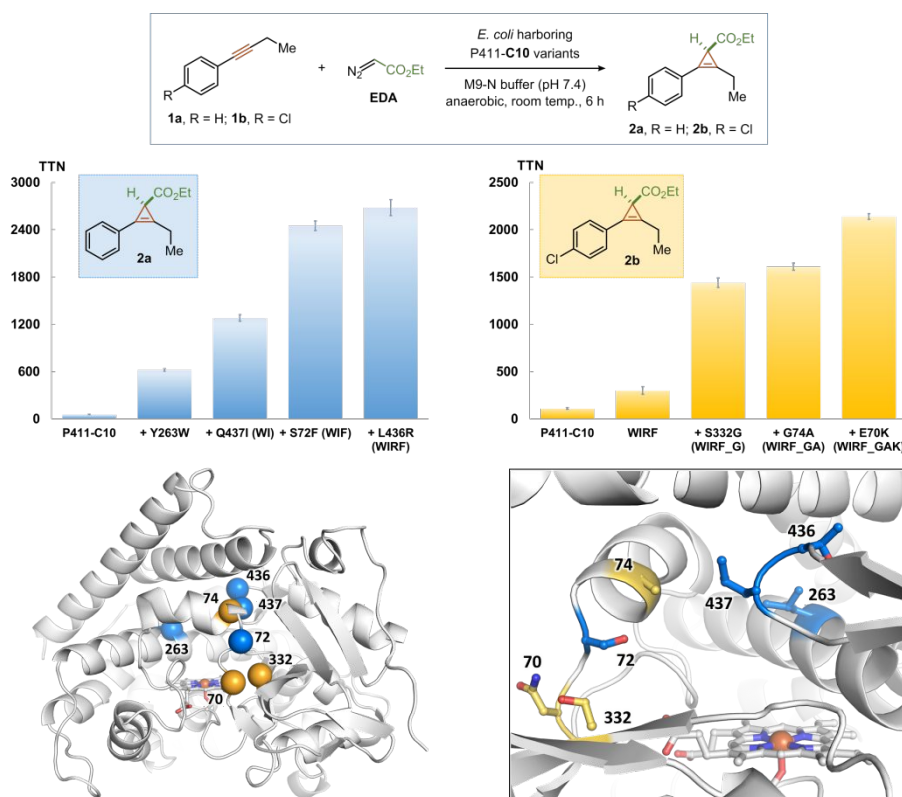 Me
R
1a, R = H; 1b, R = Cl
+
N2
CO2Et
EDA
E. coli harboring
P411-C10 variants
M9-N buffer (pH 7.4)
anaerobic, room temp., 6 h
H
CO2Et
R
Me
2a, R = H; 2b, R = Cl
TTN
3000
2400
1800
1200
600
0
H
CO2Et
Me
2a
P411-C10
+ Y263W
+ Q437I (WI)
+ S72F (WIF)
+ L436R
(WIRF)
TTN
2500
2000
1500
1000
500
0
H
CO2Et
Cl
Me
2b
P411-C10
WIRF
+ S332G
(WIRF_G)
+ G74A
(WIRF_GA)
+ E70K
(WIRF_GAK)
436
74
437
72
263
332
70
436
74
437
263
72
70
332